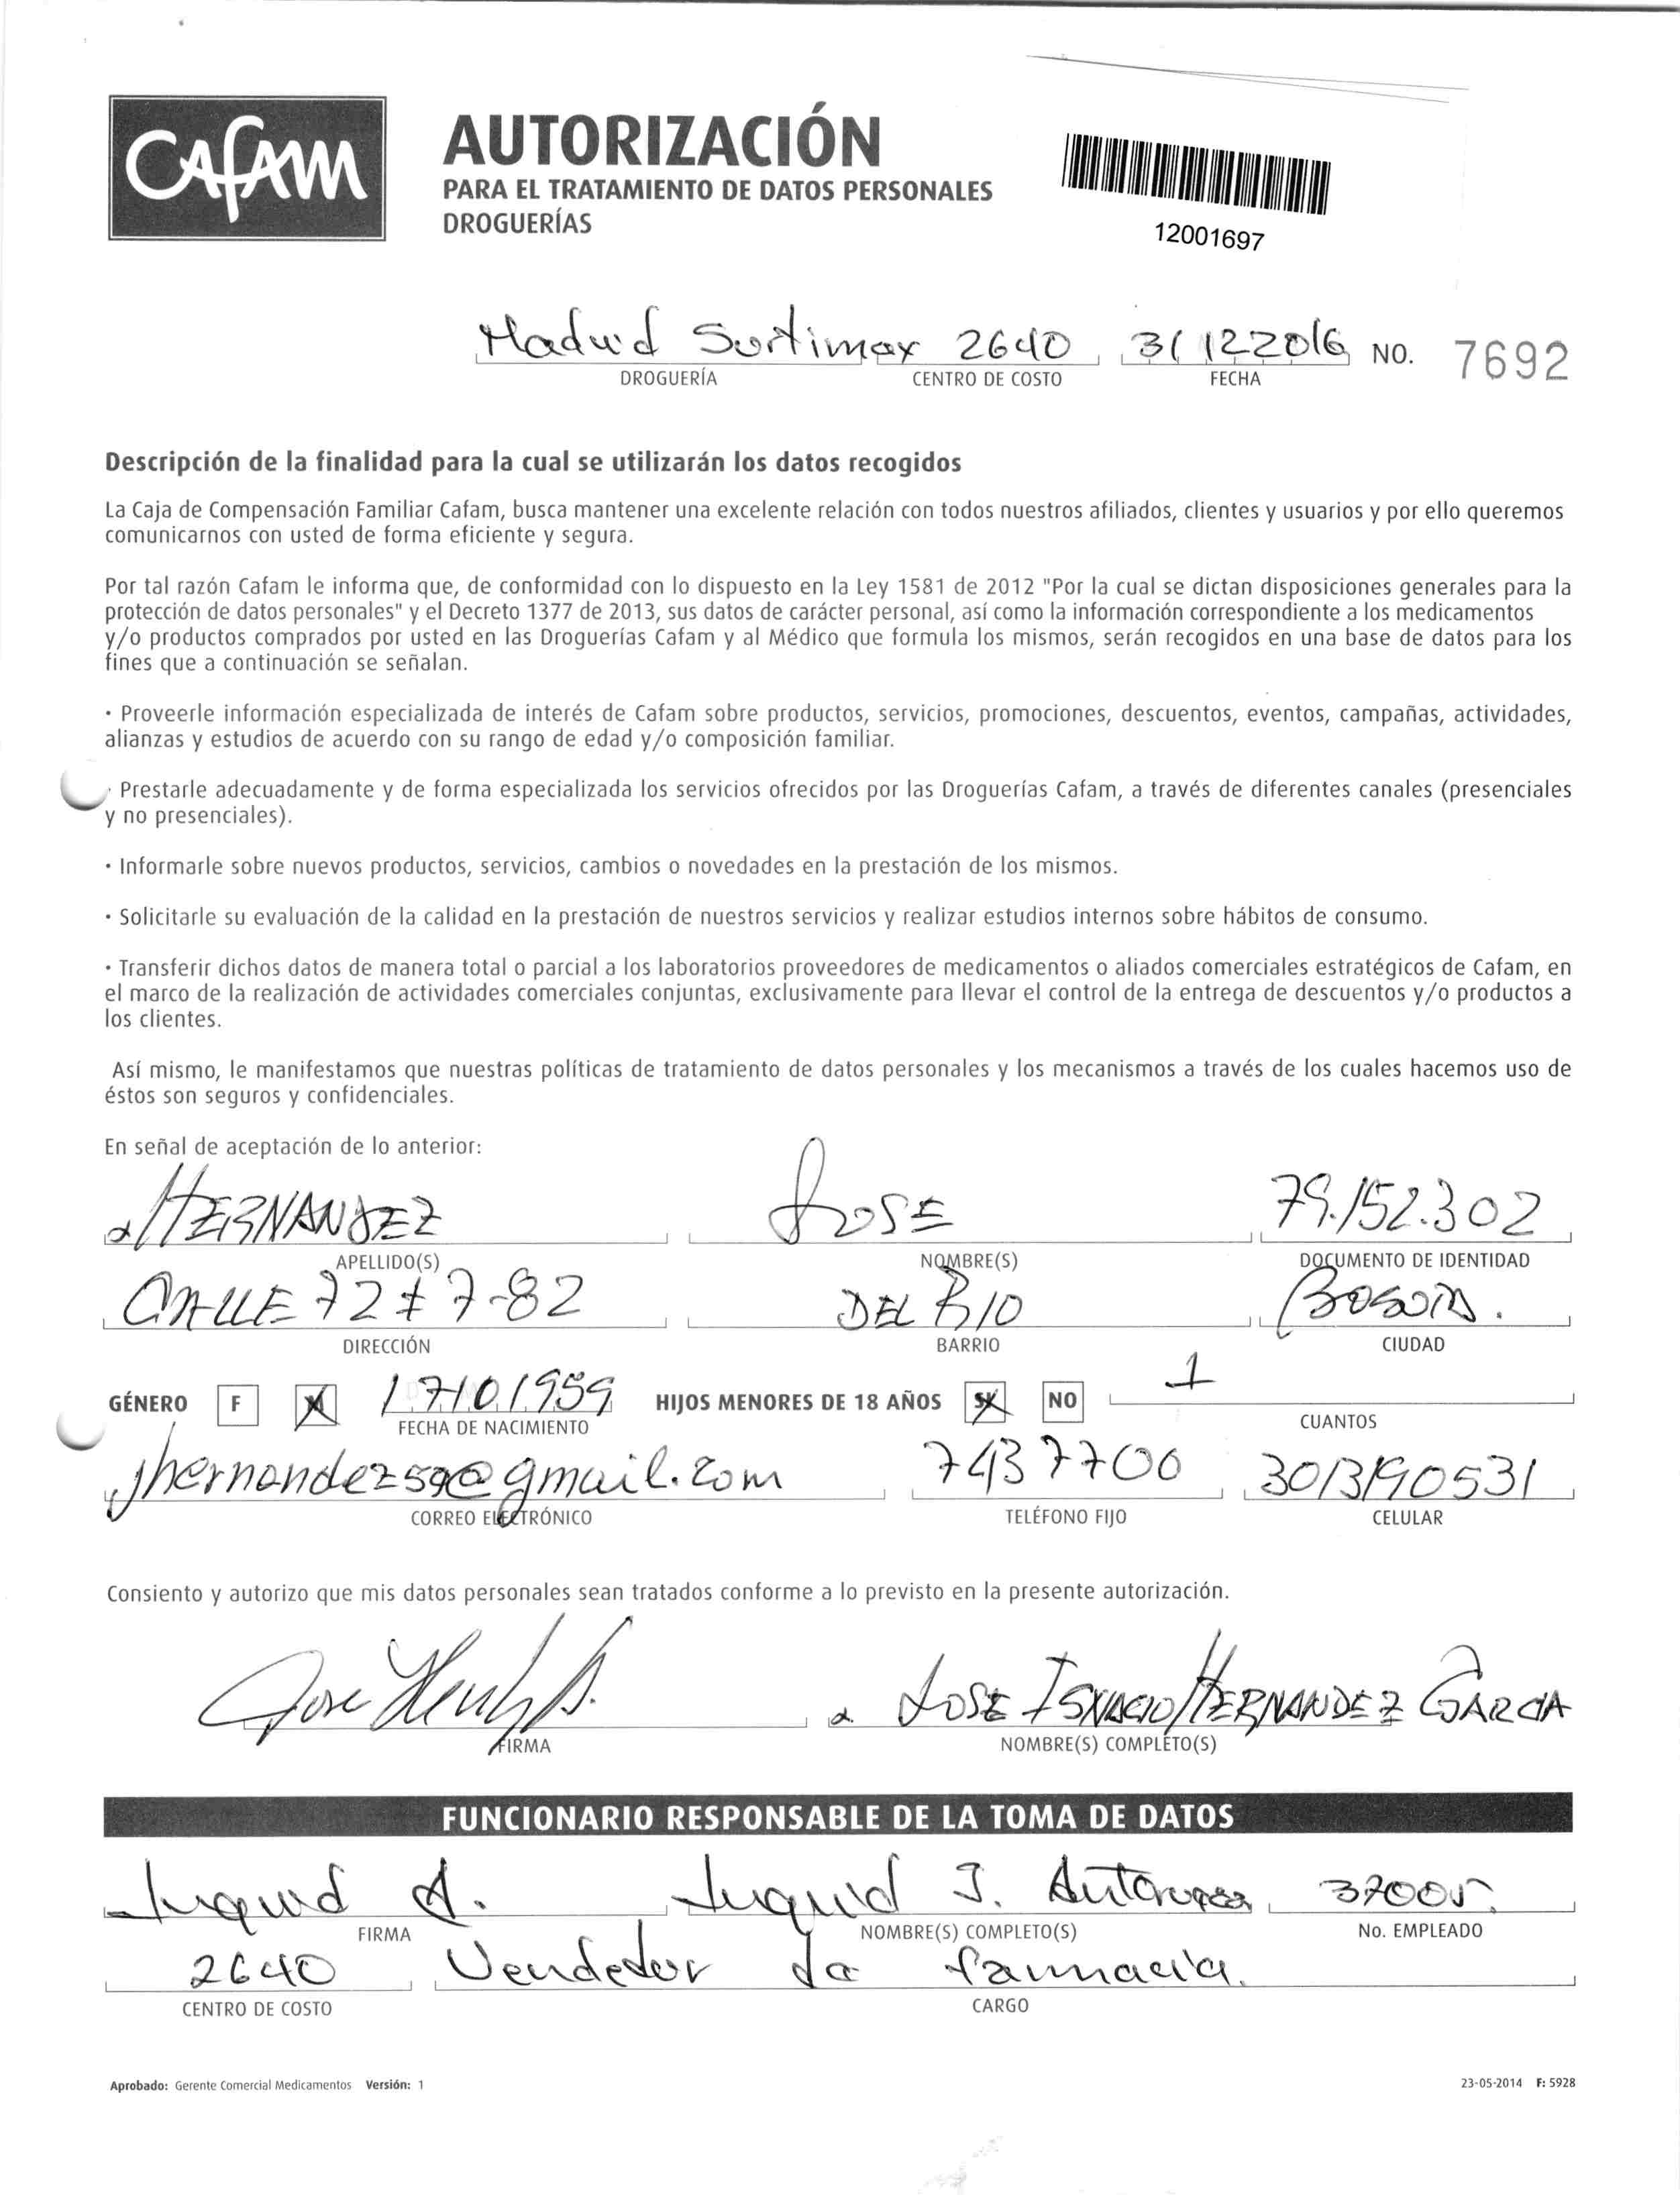 Cafam
AUTORIZACIÓN
PARA EL TRATAMIENTO DE DATOS PERSONALES
DROGUERÍAS
12001697
Madrid Surtimax 2640 31 12 2016 NO. 7692
DROGUERÍA CENTRO DE COSTO FECHA
Descripción de la finalidad para la cual se utilizarán los datos recogidos
La Caja de Compensación Familiar Cafam, busca mantener una excelente relación con todos nuestros afiliados, clientes y usuarios y por ello queremos
comunicarnos con usted de forma eficiente y segura.
Por tal razón Cafam le informa que, de conformidad con lo dispuesto en la Ley 1581 de 2012 "Por la cual se dictan disposiciones generales para la
protección de datos personales" y el Decreto 1377 de 2013, sus datos de carácter personal, así como la información correspondiente a los medicamentos
y/o productos comprados por usted en las Droguerías Cafam y al Médico que formula los mismos, serán recogidos en una base de datos para los
fines que a continuación se señalan.
• Proveerle información especializada de interés de Cafam sobre productos, servicios, promociones, descuentos, eventos, campañas, actividades,
alianzas y estudios de acuerdo con su rango de edad y/o composición familiar.
• Prestarle adecuadamente y de forma especializada los servicios ofrecidos por las Droguerías Cafam, a través de diferentes canales (presenciales
y no presenciales).
• Informarle sobre nuevos productos, servicios, cambios o novedades en la prestación de los mismos.
• Solicitarle su evaluación de la calidad en la prestación de nuestros servicios y realizar estudios internos sobre hábitos de consumo.
• Transferir dichos datos de manera total o parcial a los laboratorios proveedores de medicamentos o aliados comerciales estratégicos de Cafam, en
el marco de la realización de actividades comerciales conjuntas, exclusivamente para llevar el control de la entrega de descuentos y/o productos a
los clientes.
Así mismo, le manifestamos que nuestras políticas de tratamiento de datos personales y los mecanismos a través de los cuales hacemos uso de
éstos son seguros y confidenciales.
En señal de aceptación de lo anterior:
HERNANDEZ JOSE 79.152.302
APELLIDO(S) NOMBRE(S) DOCUMENTO DE IDENTIDAD
CALLE 72 # 7-82 DEL RIO BOGOTA.
DIRECCIÓN BARRIO CIUDAD
GÉNERO F M 17101959 HIJOS MENORES DE 18 AÑOS SI NO 1
FECHA DE NACIMIENTO CUANTOS
jhernandez59@gmail.com 7437700 3013190531
CORREO ELECTRÓNICO TELÉFONO FIJO CELULAR
Consiento y autorizo que mis datos personales sean tratados conforme a lo previsto en la presente autorización.
Jose JOSE IGNACIO HERNANDEZ GARCIA
FIRMA NOMBRE(S) COMPLETO(S)
FUNCIONARIO RESPONSABLE DE LA TOMA DE DATOS
A. J. 37005
FIRMA NOMBRE(S) COMPLETO(S) No. EMPLEADO
2640 Vendedor de farmacia.
CENTRO DE COSTO CARGO
Aprobado: Gerente Comercial Medicamentos Versión: 1 23-05-2014 F: 5928